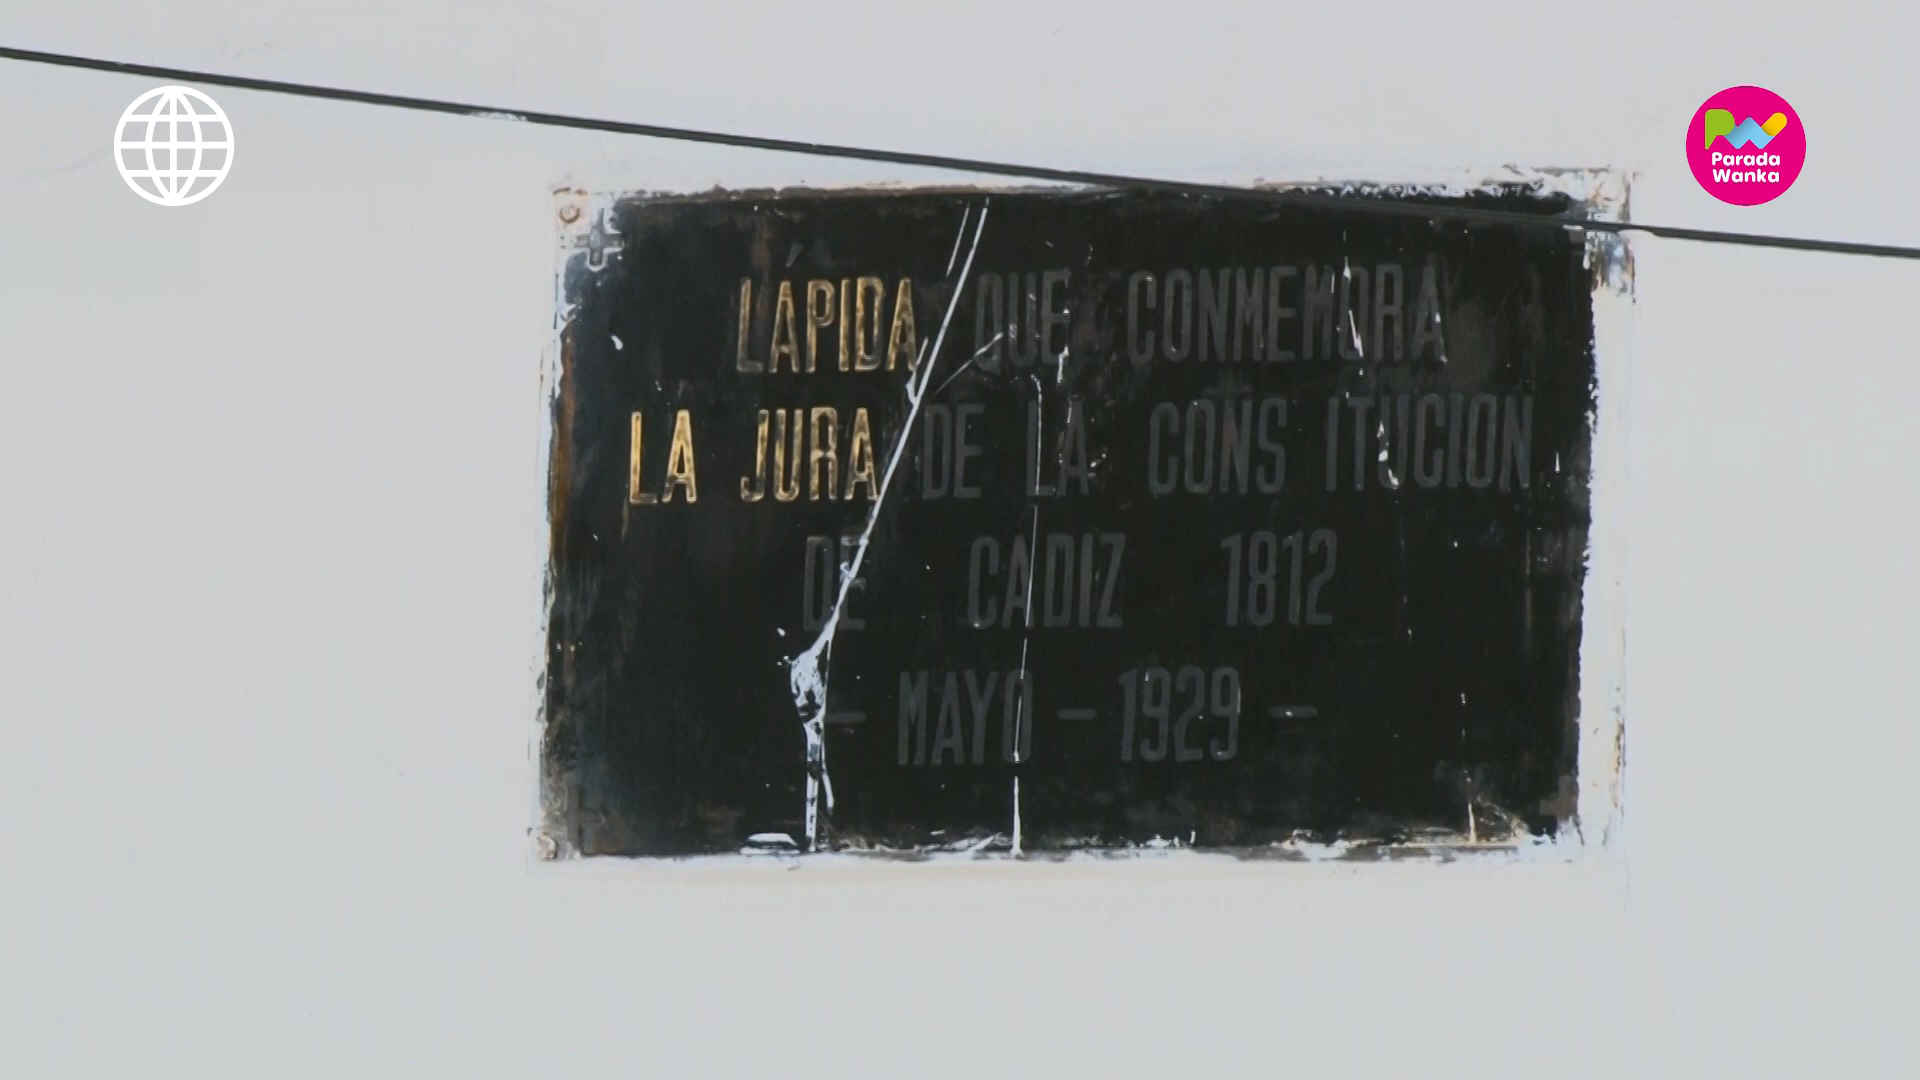 Parada
Wanka
LÁPIDA QUE CONMEMORA
LA JURA DE LA CONS ITUCION
DE CADIZ 1812
- MAYO - 1929 -